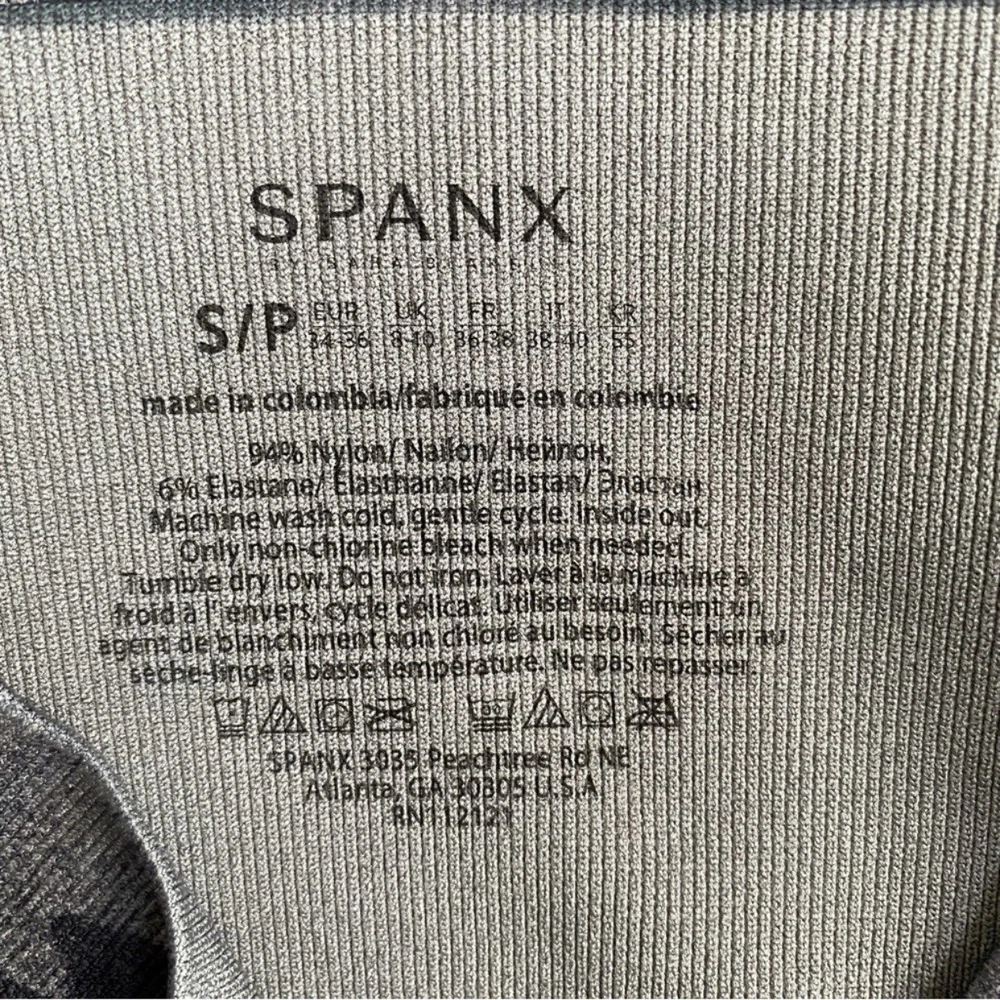 SPANX
BY SARA BLAKELY
S/P EUR UK FR IT KR
34-36 8-10 36-38 38-40 55
made in colombia/fabriqué en colombie
94% Nylon/ Nailon/ Нейлон,
6% Elastane/ Élasthanne/ Elastan/ Эластан
Machine wash cold, gentle cycle. Inside out.
Only non-chlorine bleach when needed.
Tumble dry low. Do not iron. Laver à la machine à
froid à l'envers, cycle délicat. Utiliser seulement un
agent de blanchiment non chloré au besoin. Sécher au
sèche-linge à basse température. Ne pas repasser.
SPANX 3035 Peachtree Rd NE
Atlanta, GA 30305 U.S.A
RN112121